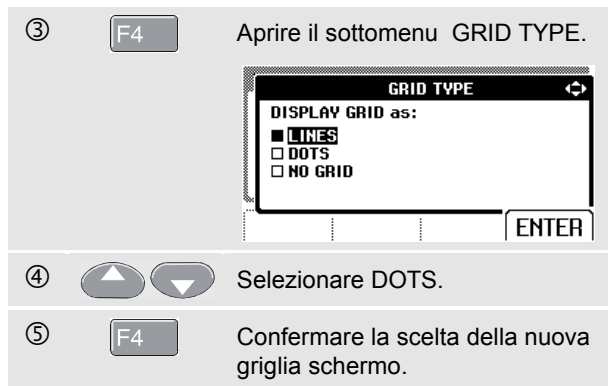 ③ F4 Aprire il sottomenu GRID TYPE.
GRID TYPE
DISPLAY GRID as:
■ LINES
□ DOTS
□ NO GRID
ENTER
④ Selezionare DOTS.
⑤ F4 Confermare la scelta della nuova
griglia schermo.